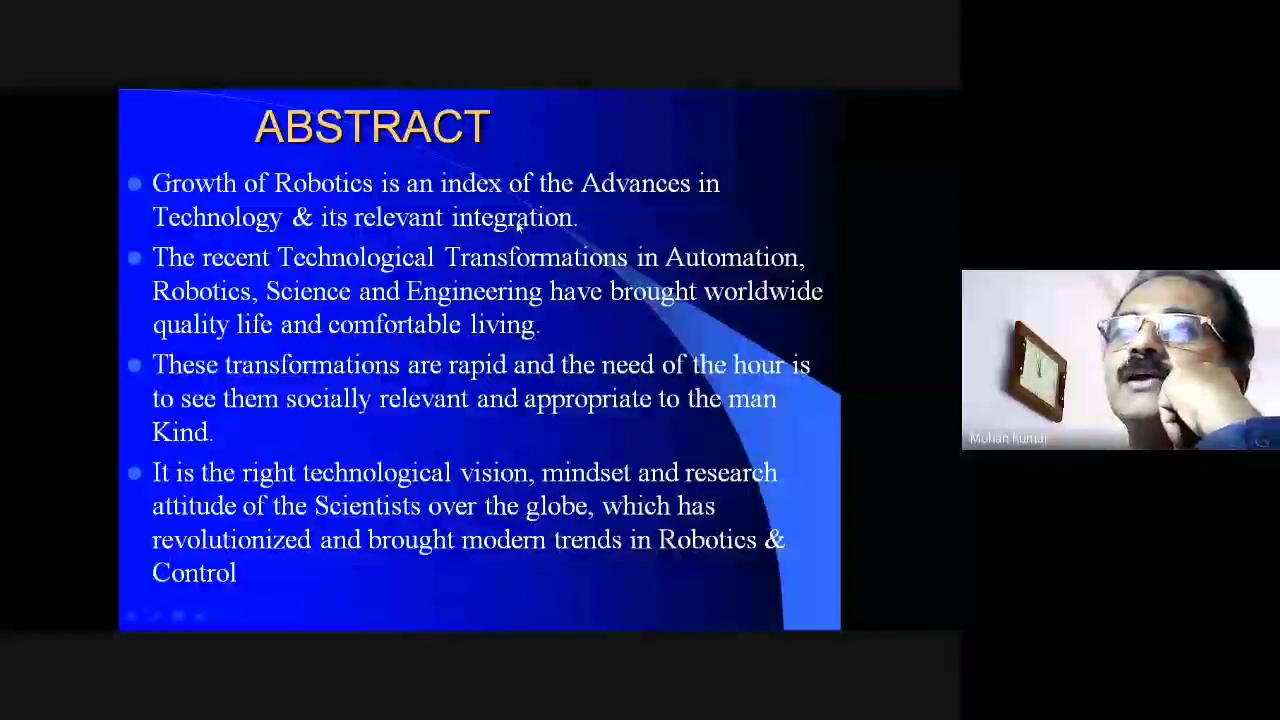 ABSTRACT
Growth of Robotics is an index of the Advances in
Technology & its relevant integration.
The recent Technological Transformations in Automation,
Robotics, Science and Engineering have brought worldwide
quality life and comfortable living.
These transformations are rapid and the need of the hour is
to see them socially relevant and appropriate to the man
Kind.
It is the right technological vision, mindset and research
attitude of the Scientists over the globe, which has
revolutionized and brought modern trends in Robotics &
Control
Mohan Kumar